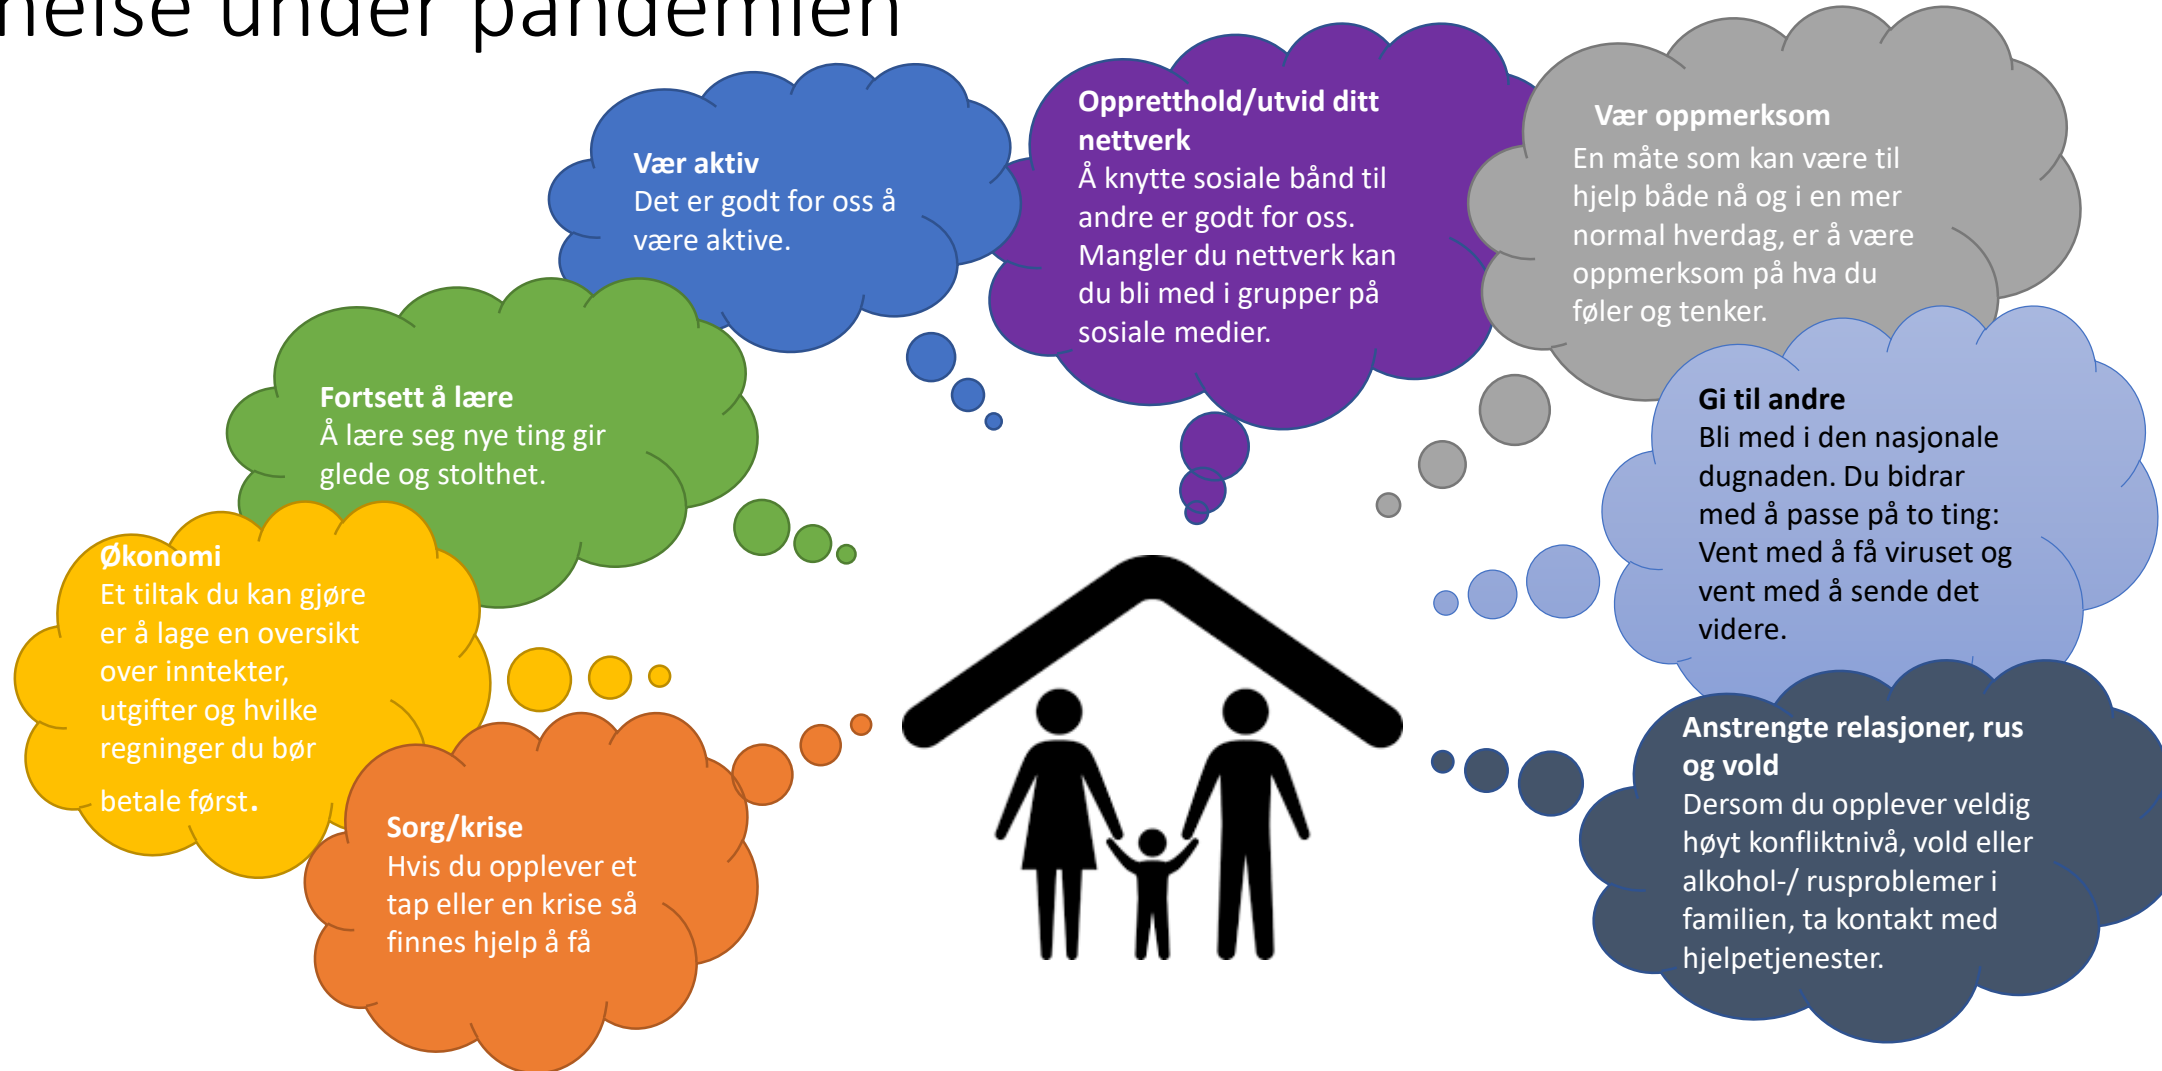 nelse under pandemien
Vær aktiv
Det er godt for oss å
være aktive.
Oppretthold/utvid ditt
nettverk
Å knytte sosiale bånd til
andre er godt for oss.
Mangler du nettverk kan
du bli med i grupper på
sosiale medier.
Vær oppmerksom
En måte som kan være til
hjelp både nå og i en mer
normal hverdag, er å være
oppmerksom på hva du
føler og tenker.
Fortsett å lære
Å lære seg nye ting gir
glede og stolthet.
Gi til andre
Bli med i den nasjonale
dugnaden. Du bidrar
med å passe på to ting:
Vent med å få viruset og
vent med å sende det
videre.
Økonomi
Et tiltak du kan gjøre
er å lage en oversikt
over inntekter,
utgifter og hvilke
regninger du bør
betale først.
Sorg/krise
Hvis du opplever et
tap eller en krise så
finnes hjelp å få
Anstrengte relasjoner, rus
og vold
Dersom du opplever veldig
høyt konfliktnivå, vold eller
alkohol-/ rusproblemer i
familien, ta kontakt med
hjelpetjenester.